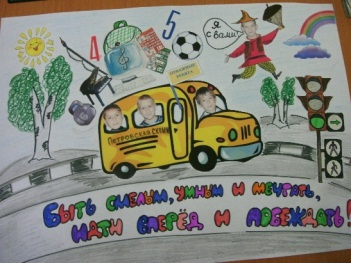 Я
с вами!
4
5
Быть смелым, умным и мечтать,
идти вперёд и побеждать!